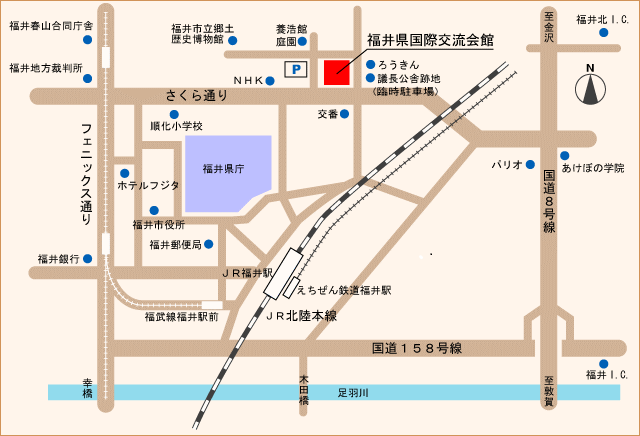 福井春山合同庁舎
福井市立郷土
歴史博物館
養浩館
庭園
福井県国際交流会館
至金沢
福井北I.C.
福井地方裁判所
P
ろうきん
議長公舎跡地
(臨時駐車場)
N
NHK
さくら通り
交番
順化小学校
フェニックス通り
福井県庁
パリオ
あけぼの学院
国道8号線
ホテルフジタ
福井市役所
福井郵便局
福井銀行
JR福井駅
えちぜん鉄道福井駅
福武線福井駅前
JR北陸本線
国道158号線
福井I.C.
幸橋
木田橋
足羽川
至敦賀